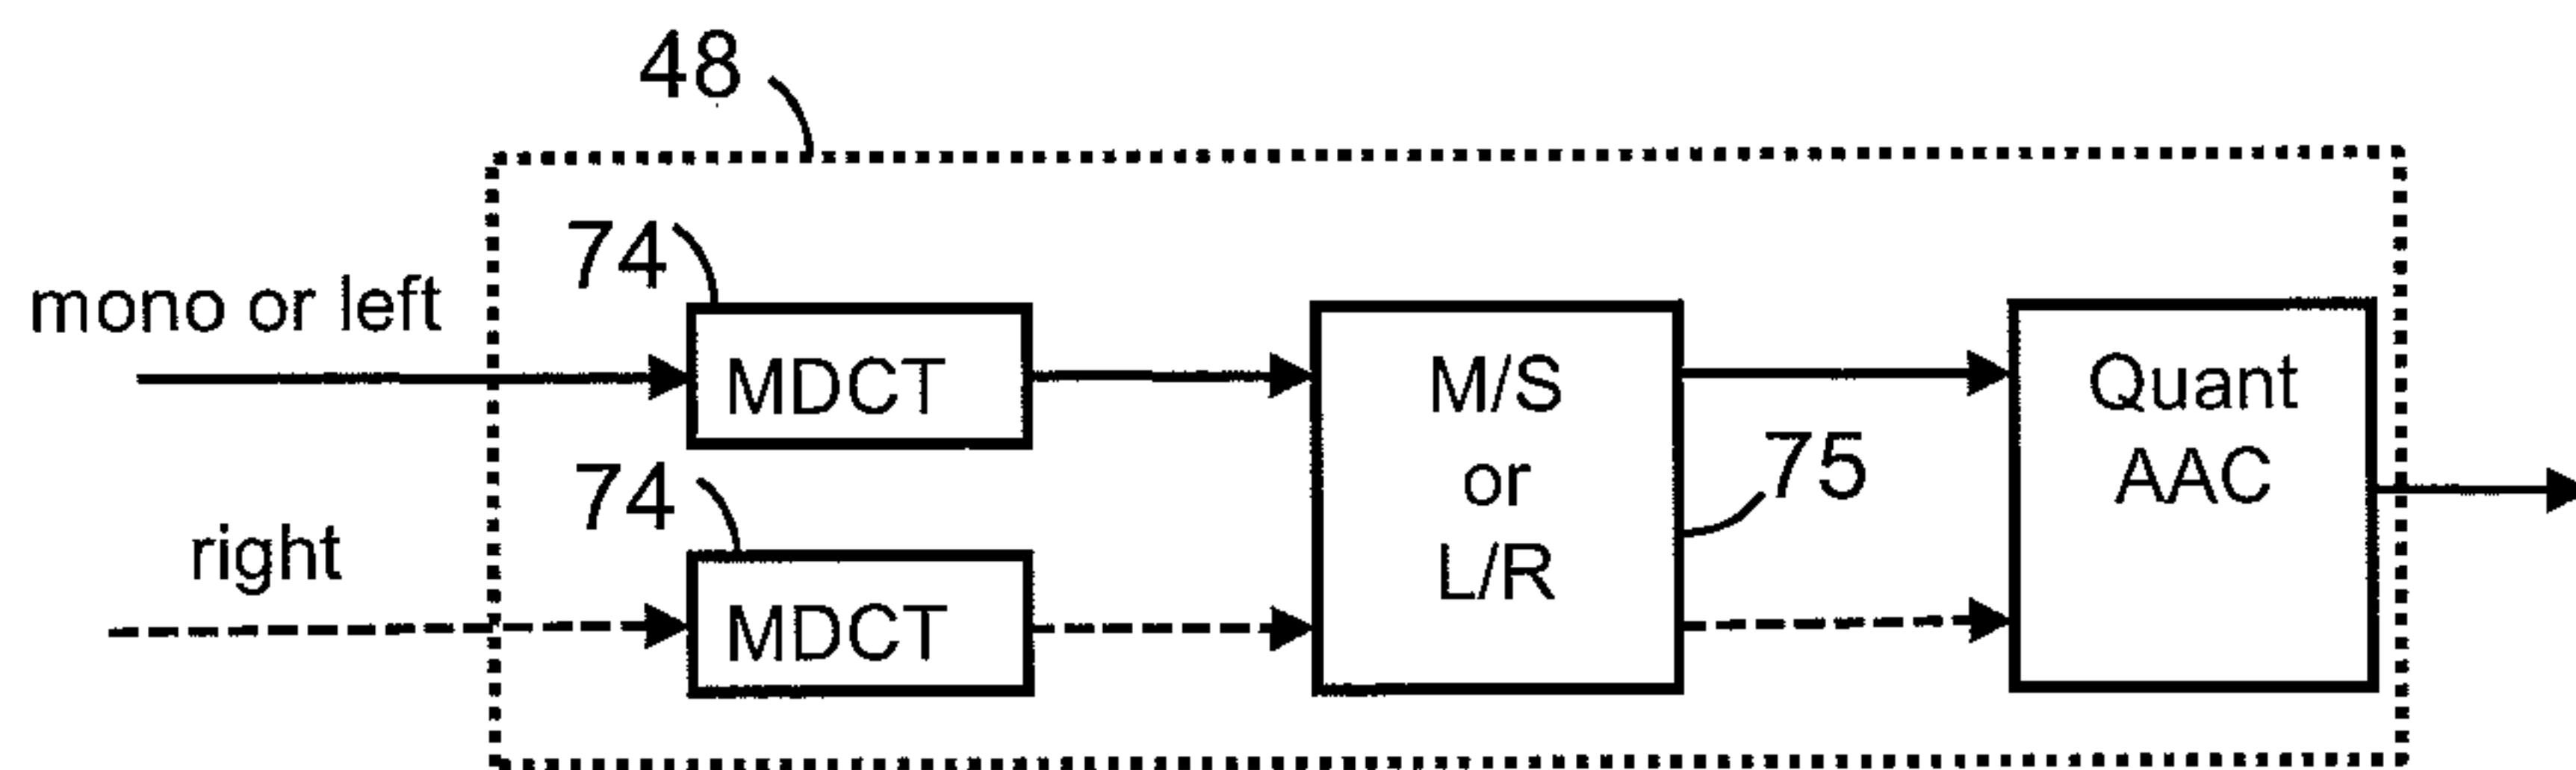 48
74
mono or left
MDCT
M/S
or
L/R
Quant
AAC
75
74
right
MDCT